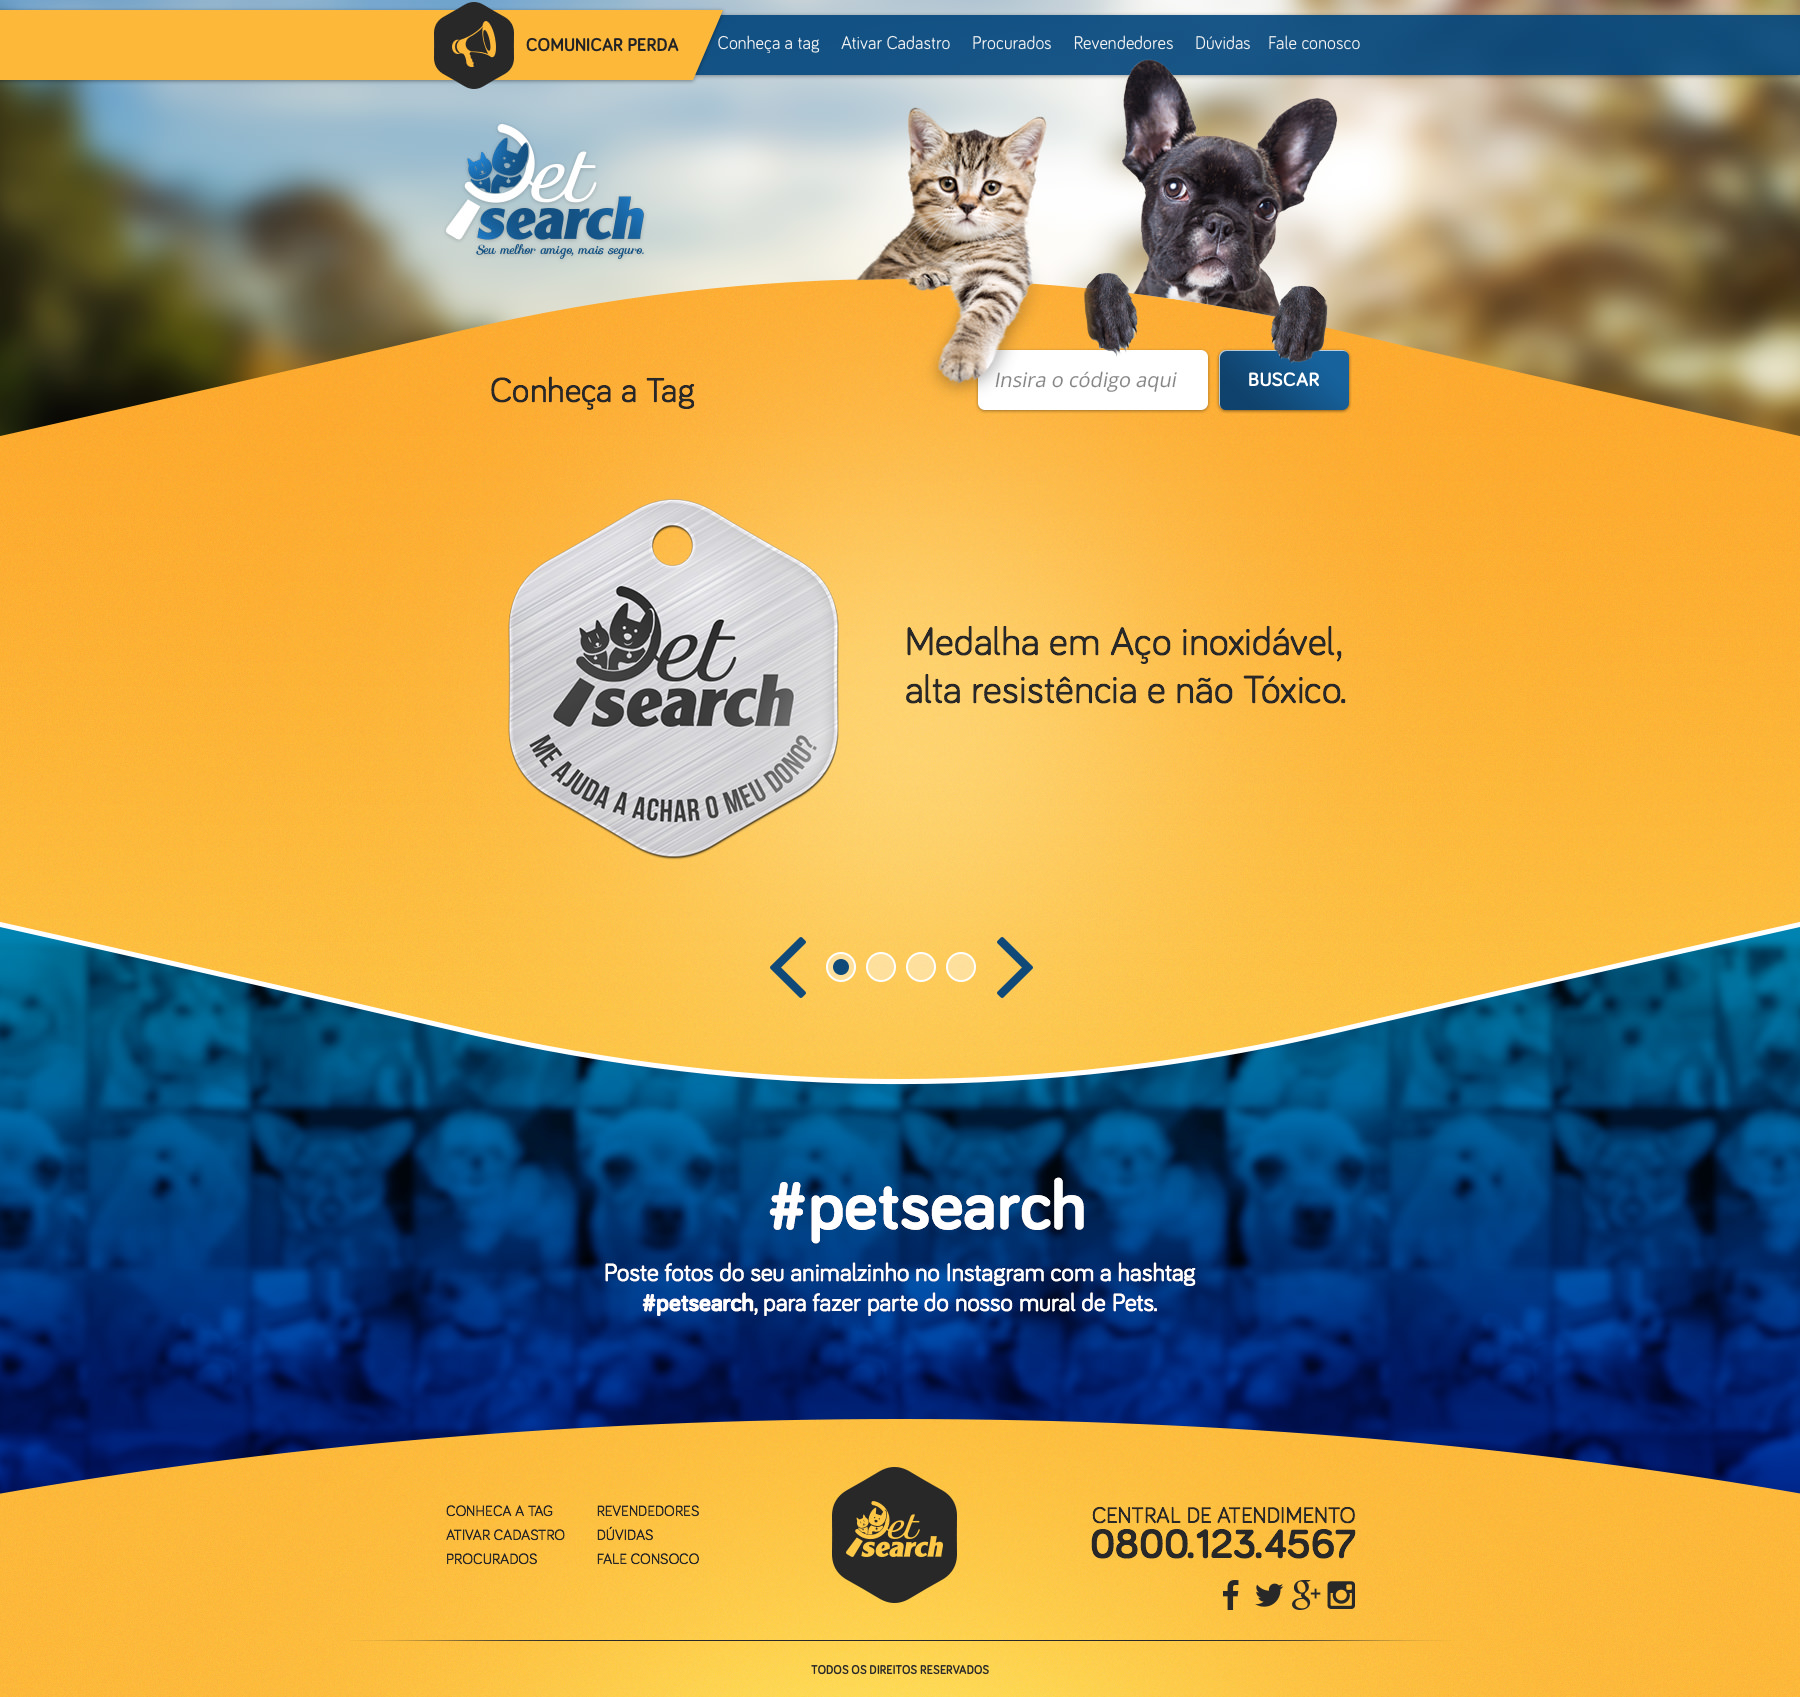 COMUNICAR PERDA
Conheça a tag
Ativar Cadastro
Procurados
Revendedores
Dúvidas
Fale conosco
Pet
search
Seu melhor amigo, mais seguro.
Conheça a Tag
Insira o código aqui
BUSCAR
Pet
search
ME AJUDA A ACHAR O MEU DONO?
Medalha em Aço inoxidável,
alta resistência e não Tóxico.
#petsearch
Poste fotos do seu animalzinho no Instagram com a hashtag
#petsearch, para fazer parte do nosso mural de Pets.
CONHECA A TAG
ATIVAR CADASTRO
PROCURADOS
REVENDEDORES
DÚVIDAS
FALE CONSOCO
Pet
search
CENTRAL DE ATENDIMENTO
0800.123.4567
TODOS OS DIREITOS RESERVADOS